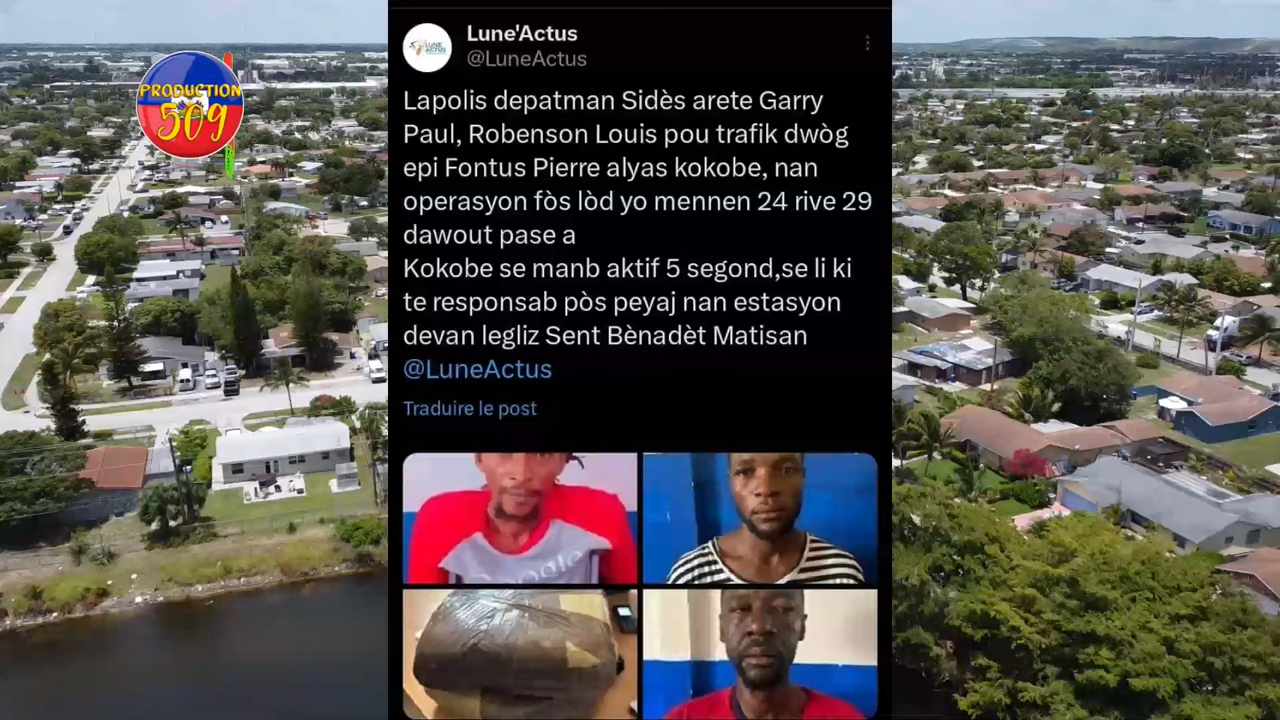 PRODUCTION
509
Lune'Actus
@LuneActus
Lapolis depatman Sidès arete Garry
Paul, Robenson Louis pou trafik dwòg
epi Fontus Pierre alyas kokobe, nan
operasyon fòs lòd yo mennen 24 rive 29
dawout pase a
Kokobe se manb aktif 5 segond,se li ki
te responsab pòs peyaj nan estasyon
devan legliz Sent Bènadèt Matisan
@LuneActus
Traduire le post
Google